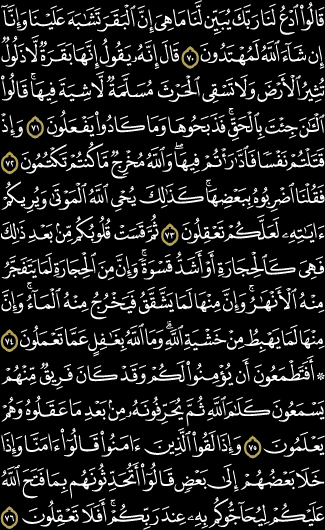 قَالُوا۟ ٱدْعُ لَنَا رَبَّكَ يُبَيِّن لَّنَا مَا هِىَ إِنَّ ٱلْبَقَرَ تَشَٰبَهَ عَلَيْنَا وَإِنَّآ
إِن شَآءَ ٱللَّهُ لَمُهْتَدُونَ ٧٠ قَالَ إِنَّهُۥ يَقُولُ إِنَّهَا بَقَرَةٌ لَّا ذَلُولٌ
تُثِيرُ ٱلْأَرْضَ وَلَا تَسْقِى ٱلْحَرْثَ مُسَلَّمَةٌ لَّا شِيَةَ فِيهَا ۚ قَالُوا۟
ٱلْـَٰٔنَ جِئْتَ بِٱلْحَقِّ ۚ فَذَبَحُوهَا وَمَا كَادُوا۟ يَفْعَلُونَ ٧١ وَإِذْ
قَتَلْتُمْ نَفْسًا فَٱدَّٰرَْٰٔتُمْ فِيهَا ۖ وَٱللَّهُ مُخْرِجٌ مَّا كُنتُمْ تَكْتُمُونَ ٧٢
فَقُلْنَا ٱضْرِبُوهُ بِبَعْضِهَا ۚ كَذَٰلِكَ يُحْىِ ٱللَّهُ ٱلْمَوْتَىٰ وَيُرِيكُمْ
ءَايَٰتِهِۦ لَعَلَّكُمْ تَعْقِلُونَ ٧٣ ثُمَّ قَسَتْ قُلُوبُكُم مِّنۢ بَعْدِ ذَٰلِكَ
فَهِىَ كَٱلْحِجَارَةِ أَوْ أَشَدُّ قَسْوَةً ۚ وَإِنَّ مِنَ ٱلْحِجَارَةِ لَمَا يَتَفَجَّرُ
مِنْهُ ٱلْأَنْهَٰرُ ۚ وَإِنَّ مِنْهَا لَمَا يَشَّقَّقُ فَيَخْرُجُ مِنْهُ ٱلْمَآءُ ۚ وَإِنَّ
مِنْهَا لَمَا يَهْبِطُ مِنْ خَشْيَةِ ٱللَّهِ ۗ وَمَا ٱللَّهُ بِغَٰفِلٍ عَمَّا تَعْمَلُونَ ٧٤
۞ أَفَتَطْمَعُونَ أَن يُؤْمِنُوا۟ لَكُمْ وَقَدْ كَانَ فَرِيقٌ مِّنْهُمْ
يَسْمَعُونَ كَلَٰمَ ٱللَّهِ ثُمَّ يُحَرِّفُونَهُۥ مِنۢ بَعْدِ مَا عَقَلُوهُ وَهُمْ
يَعْلَمُونَ ٧٥ وَإِذَا لَقُوا۟ ٱلَّذِينَ ءَامَنُوا۟ قَالُوٓا۟ ءَامَنَّا وَإِذَا
خَلَا بَعْضُهُمْ إِلَىٰ بَعْضٍ قَالُوٓا۟ أَتُحَدِّثُونَهُم بِمَا فَتَحَ ٱللَّهُ
عَلَيْكُمْ لِيُحَآجُّوكُم بِهِۦ عِندَ رَبِّكُمْ ۚ أَفَلَا تَعْقِلُونَ ٧٦